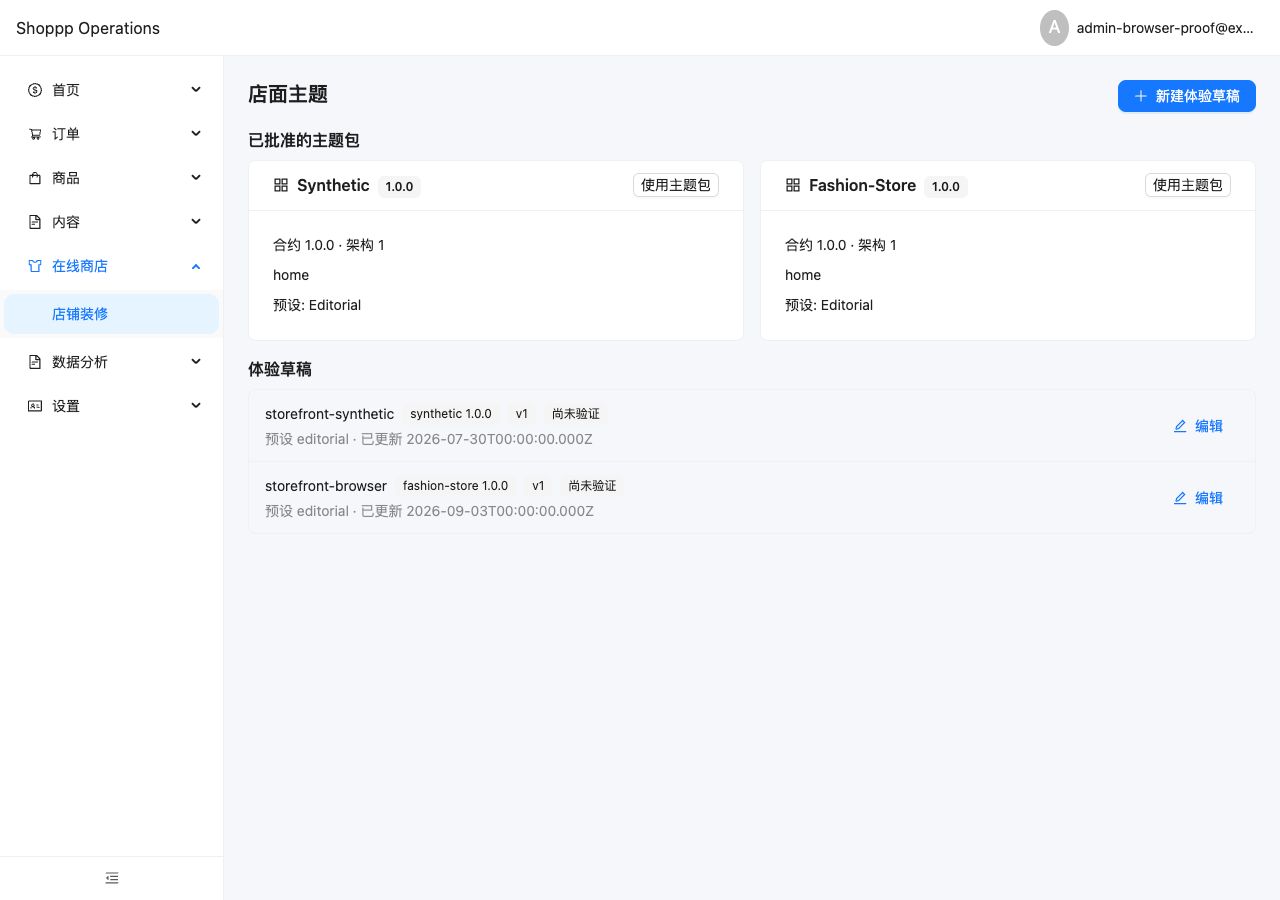 Shoppp Operations
A admin-browser-proof@ex...
首页
订单
商品
内容
在线商店
店铺装修
数据分析
设置
店面主题
新建体验草稿
已批准的主题包
Synthetic 1.0.0 使用主题包
合约 1.0.0 · 架构 1
home
预设: Editorial
Fashion-Store 1.0.0 使用主题包
合约 1.0.0 · 架构 1
home
预设: Editorial
体验草稿
storefront-synthetic synthetic 1.0.0 v1 尚未验证
预设 editorial · 已更新 2026-07-30T00:00:00.000Z
编辑
storefront-browser fashion-store 1.0.0 v1 尚未验证
预设 editorial · 已更新 2026-09-03T00:00:00.000Z
编辑